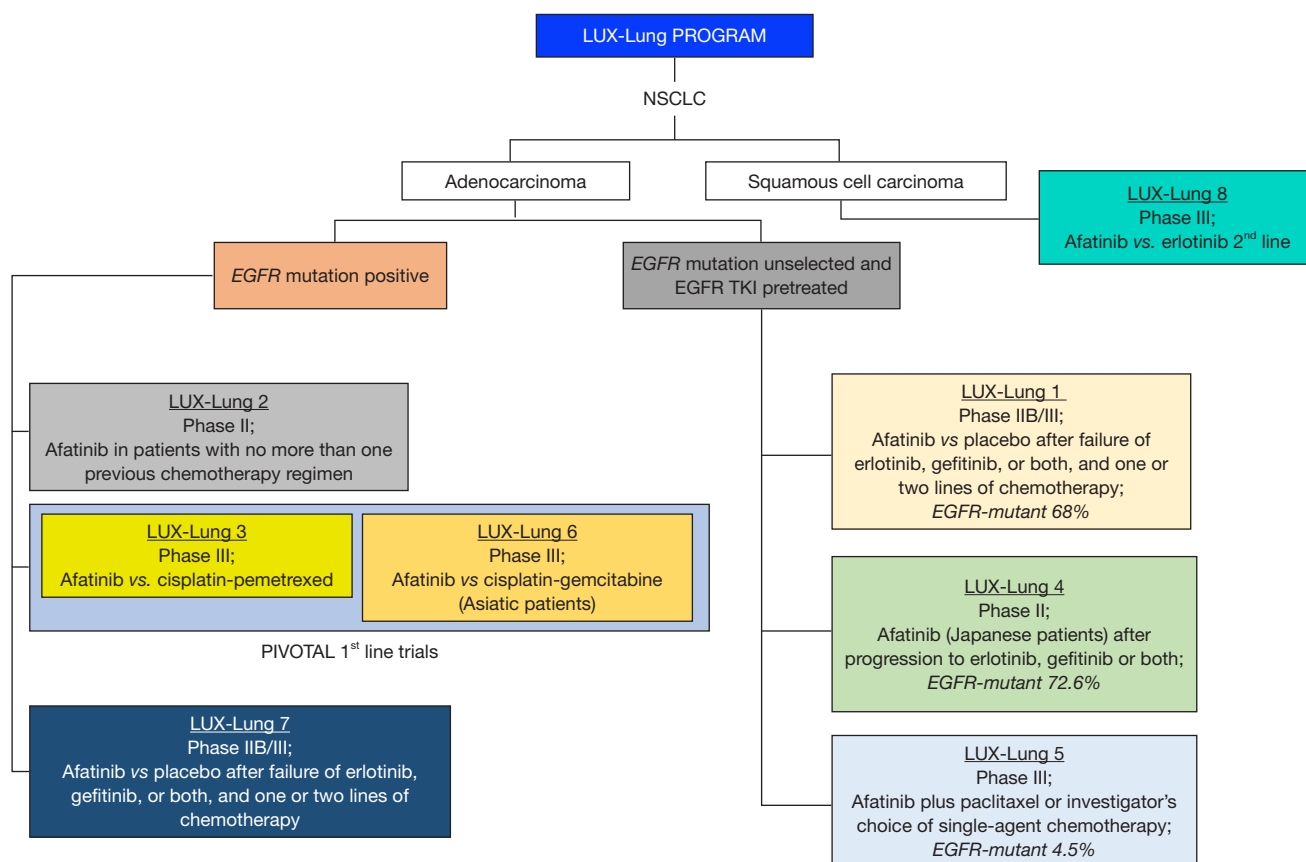 LUX-Lung PROGRAM
NSCLC
Adenocarcinoma
Squamous cell carcinoma
LUX-Lung 8
Phase III;
Afatinib vs. erlotinib 2nd line
EGFR mutation positive
EGFR mutation unselected and
EGFR TKI pretreated
LUX-Lung 2
Phase II;
Afatinib in patients with no more than one
previous chemotherapy regimen
LUX-Lung 3
Phase III;
Afatinib vs. cisplatin-pemetrexed
LUX-Lung 6
Phase III;
Afatinib vs cisplatin-gemcitabine
(Asiatic patients)
PIVOTAL 1st line trials
LUX-Lung 7
Phase IIB/III;
Afatinib vs placebo after failure of erlotinib,
gefitinib, or both, and one or two lines of
chemotherapy
LUX-Lung 1
Phase IIB/III;
Afatinib vs placebo after failure of
erlotinib, gefitinib, or both, and one or
two lines of chemotherapy;
EGFR-mutant 68%
LUX-Lung 4
Phase II;
Afatinib (Japanese patients) after
progression to erlotinib, gefitinib or both;
EGFR-mutant 72.6%
LUX-Lung 5
Phase III;
Afatinib plus paclitaxel or investigator’s
choice of single-agent chemotherapy;
EGFR-mutant 4.5%